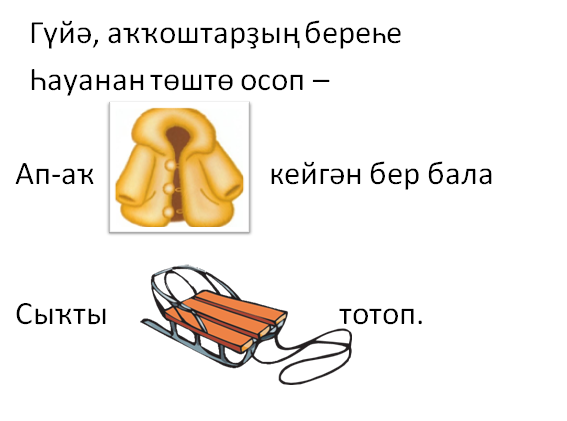 Гүйә, аҡҡоштарҙың береһе
Һауанан төштө осоп –
Ап-аҡ кейгән бер бала
Сыҡты тотоп.